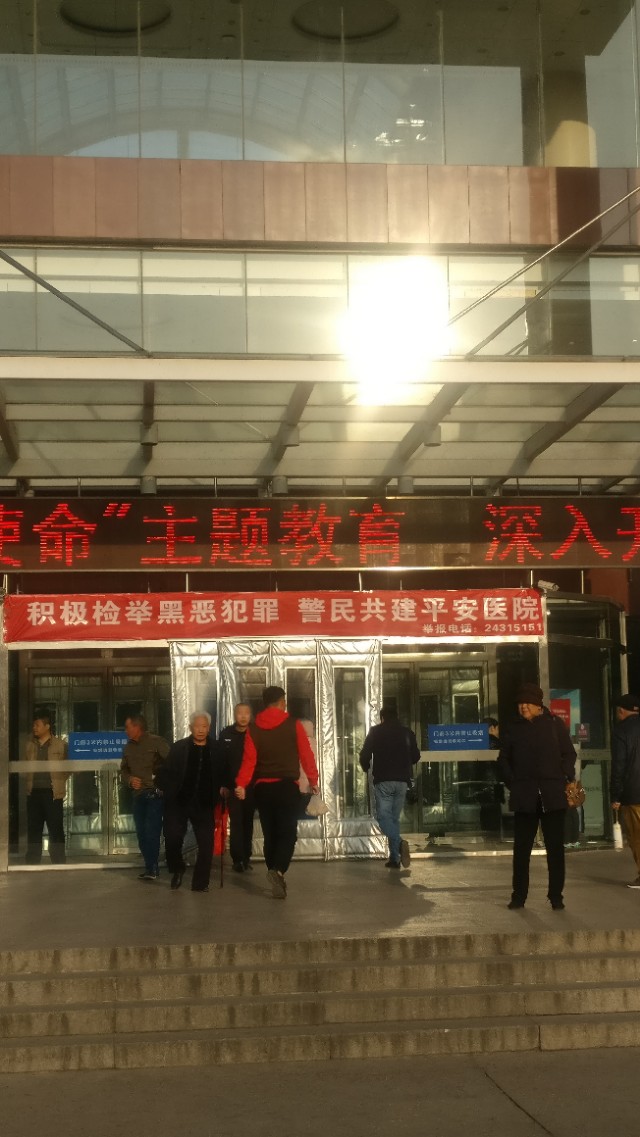 使命”主题教育 深入开
积极检举黑恶犯罪 警民共建平安医院
举报电话：24315151